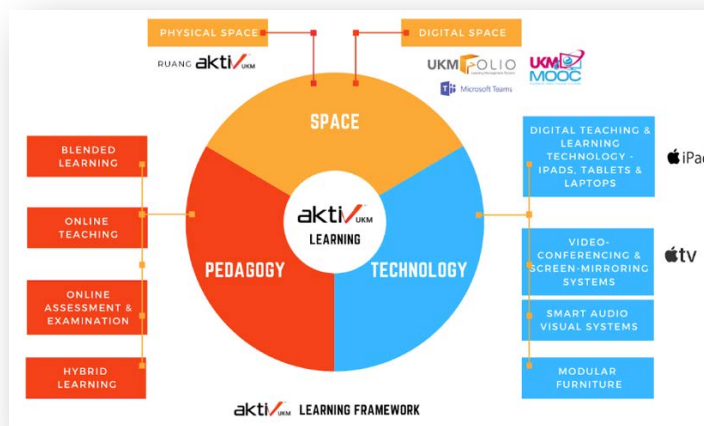 PHYSICAL SPACE
DIGITAL SPACE
RUANG aktiv UKM
UKMFOLIO
UKM MOOC
Microsoft Teams
SPACE
BLENDED
LEARNING
ONLINE
TEACHING
ONLINE
ASSESSMENT &
EXAMINATION
HYBRID
LEARNING
PEDAGOGY
aktiv UKM
LEARNING
TECHNOLOGY
DIGITAL TEACHING &
LEARNING
TECHNOLOGY -
IPADS, TABLETS &
LAPTOPS
iPad
VIDEO-
CONFERENCING &
SCREEN-MIRRORING
SYSTEMS
tv
SMART AUDIO
VISUAL SYSTEMS
MODULAR
FURNITURE
aktiv UKM LEARNING FRAMEWORK